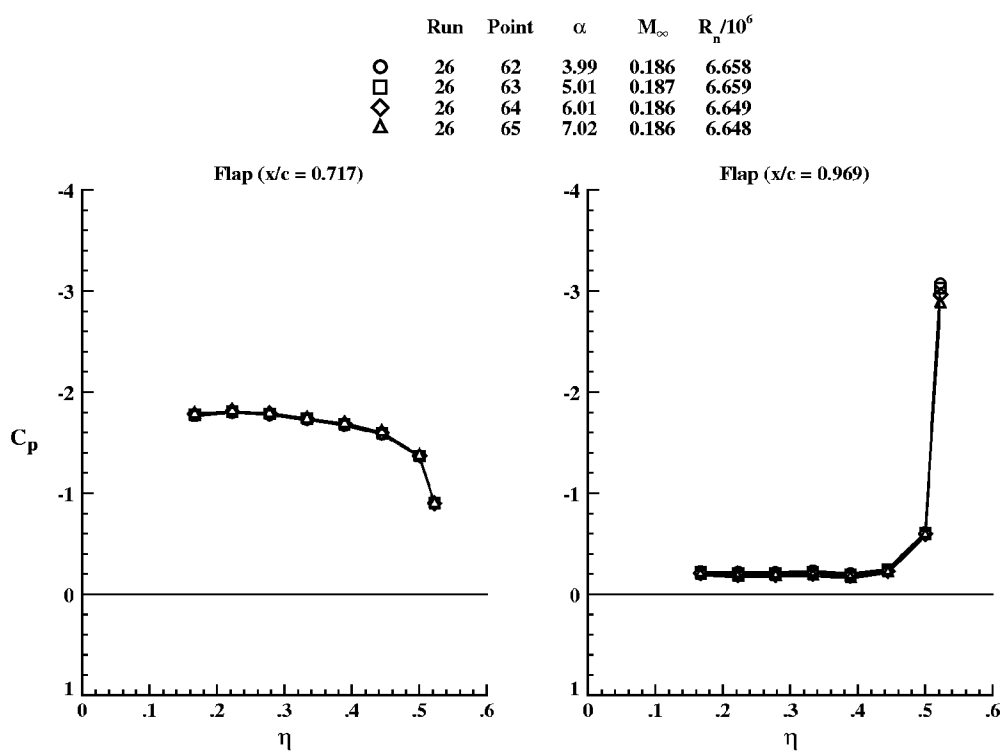 Run Point α M∞ Rn/10^6
26 62 3.99 0.186 6.658
26 63 5.01 0.187 6.659
26 64 6.01 0.186 6.649
26 65 7.02 0.186 6.648
Flap (x/c = 0.717)
Flap (x/c = 0.969)
-4
-3
-2
Cp
-1
0
1
0 .1 .2 .3 .4 .5 .6
η
-4
-3
-2
-1
0
1
0 .1 .2 .3 .4 .5 .6
η